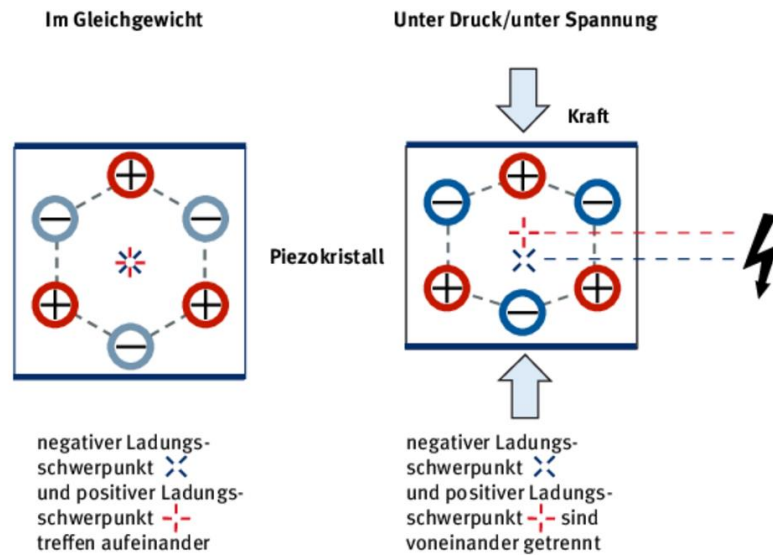 Im Gleichgewicht
Unter Druck/unter Spannung
Kraft
Piezokristall
negativer Ladungs-
schwerpunkt
und positiver Ladungs-
schwerpunkt
treffen aufeinander
negativer Ladungs-
schwerpunkt
und positiver Ladungs-
schwerpunkt sind
voneinander getrennt